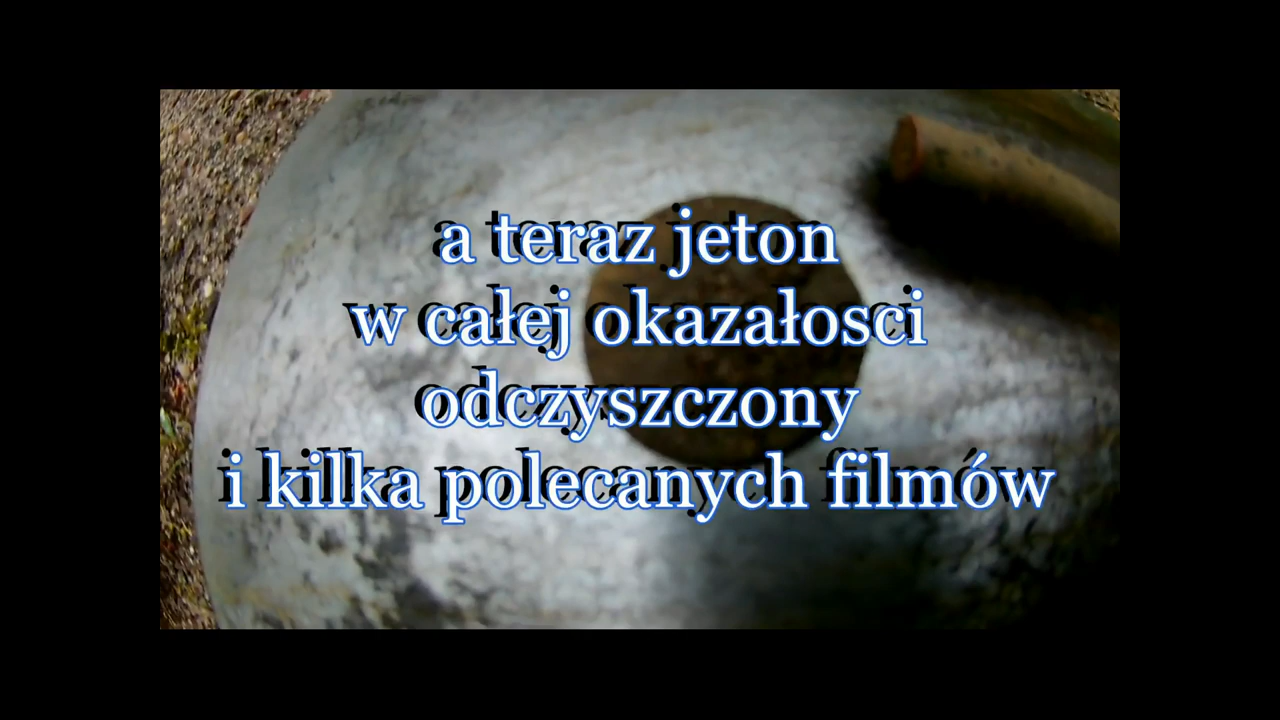 a teraz jeton
w całej okazałosci
odczyszczony
i kilka polecanych filmów